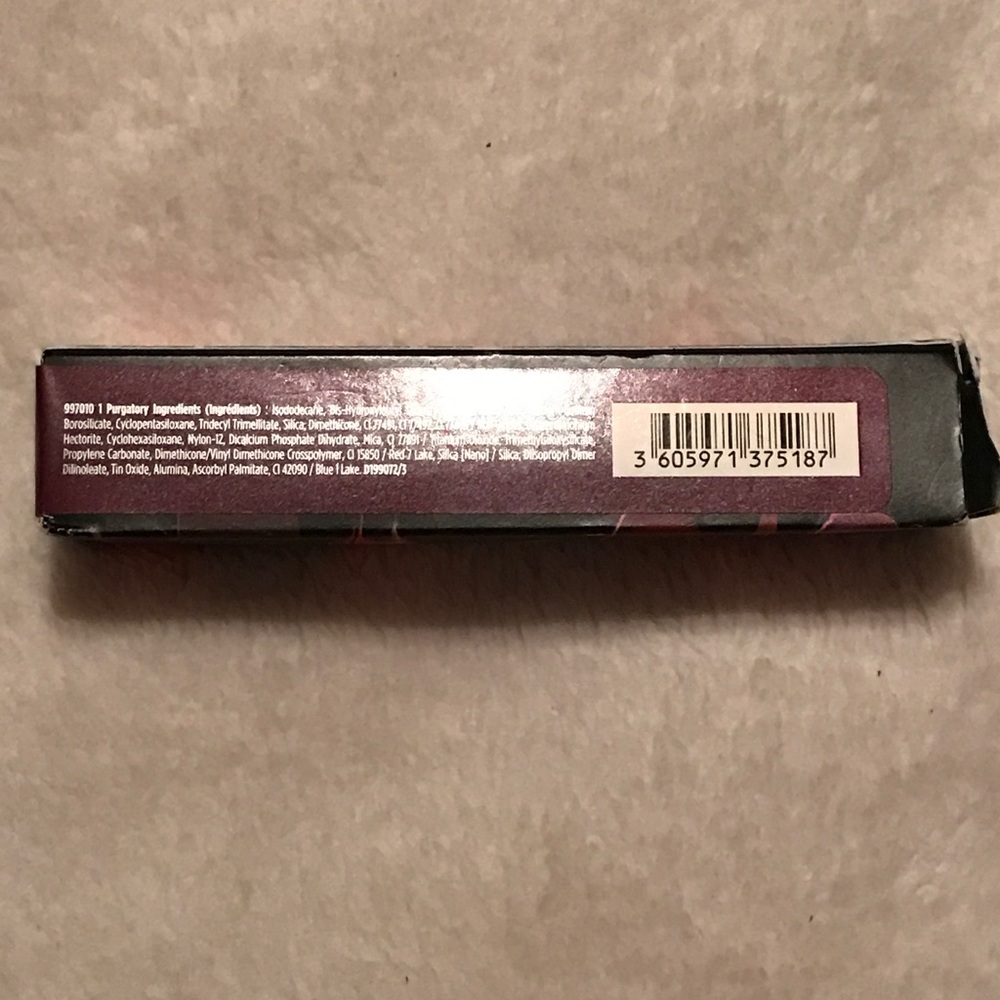 997010 1 Purgatory Ingredients (Ingrédients) : Isododecane,
Borosilicate, Cyclopentasiloxane, Tridecyl Trimellitate, Silica, Dimethicone, CI 77491, CI 77492,
Hectorite, Cyclohexasiloxane, Nylon-12, Dicalcium Phosphate Dihydrate, Mica, CI 77891 / Titanium Dioxide, Trimethylsiloxysilicate,
Propylene Carbonate, Dimethicone/Vinyl Dimethicone Crosspolymer, CI 15850 / Red 7 Lake, Silica [Nano] / Silica, Diisopropyl Dimer
Dilinoleate, Tin Oxide, Alumina, Ascorbyl Palmitate, CI 42090 / Blue 1 Lake. D199072/3
3 605971 375187